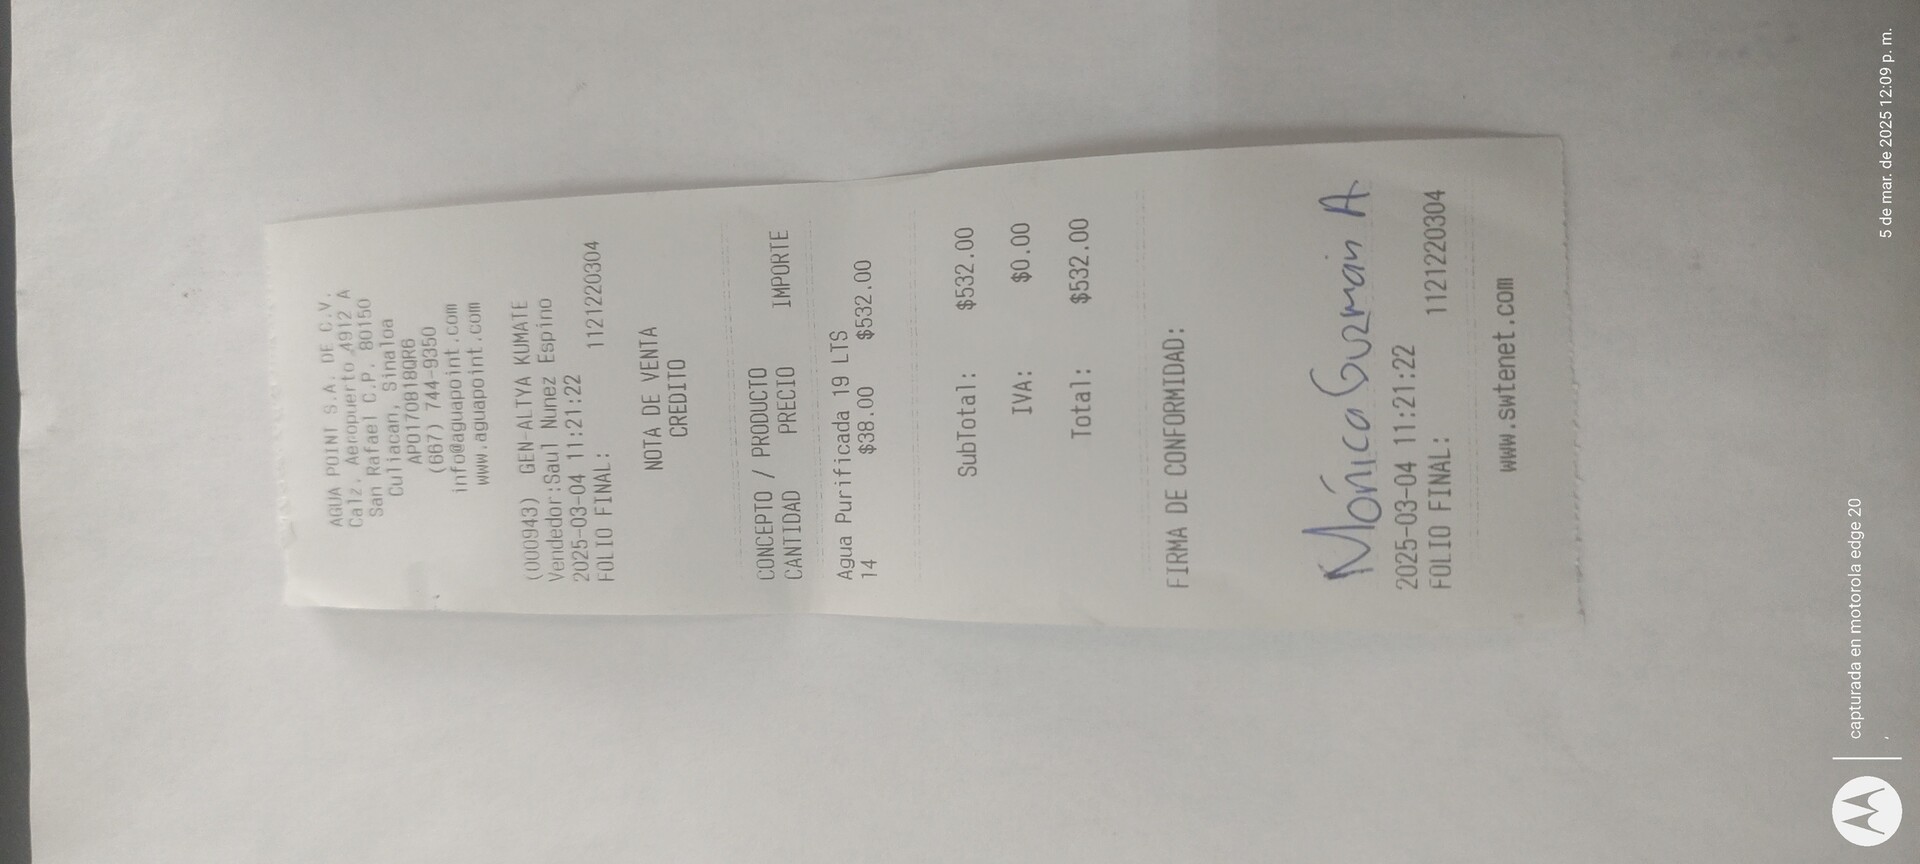 AGUA POINT S.A. DE C.V.
Calz. Aeropuerto 4912 A
San Rafael C.P. 80150
Culiacan, Sinaloa
APO170818QR6
(667) 744-9350
info@aguapoint.com
www.aguapoint.com
(000943) GEN-ALTYA KUMATE
Vendedor:Saul Nunez Espino
2025-03-04 11:21:22
FOLIO FINAL: 1121220304
NOTA DE VENTA
CREDITO
CONCEPTO / PRODUCTO
CANTIDAD PRECIO IMPORTE
Agua Purificada 19 LTS
14 $38.00 $532.00
SubTotal: $532.00
IVA: $0.00
Total: $532.00
FIRMA DE CONFORMIDAD:
Mónica Guzmán A
2025-03-04 11:21:22
FOLIO FINAL: 1121220304
www.swtenet.com
capturada en motorola edge 20
5 de mar. de 2025 12:09 p. m.